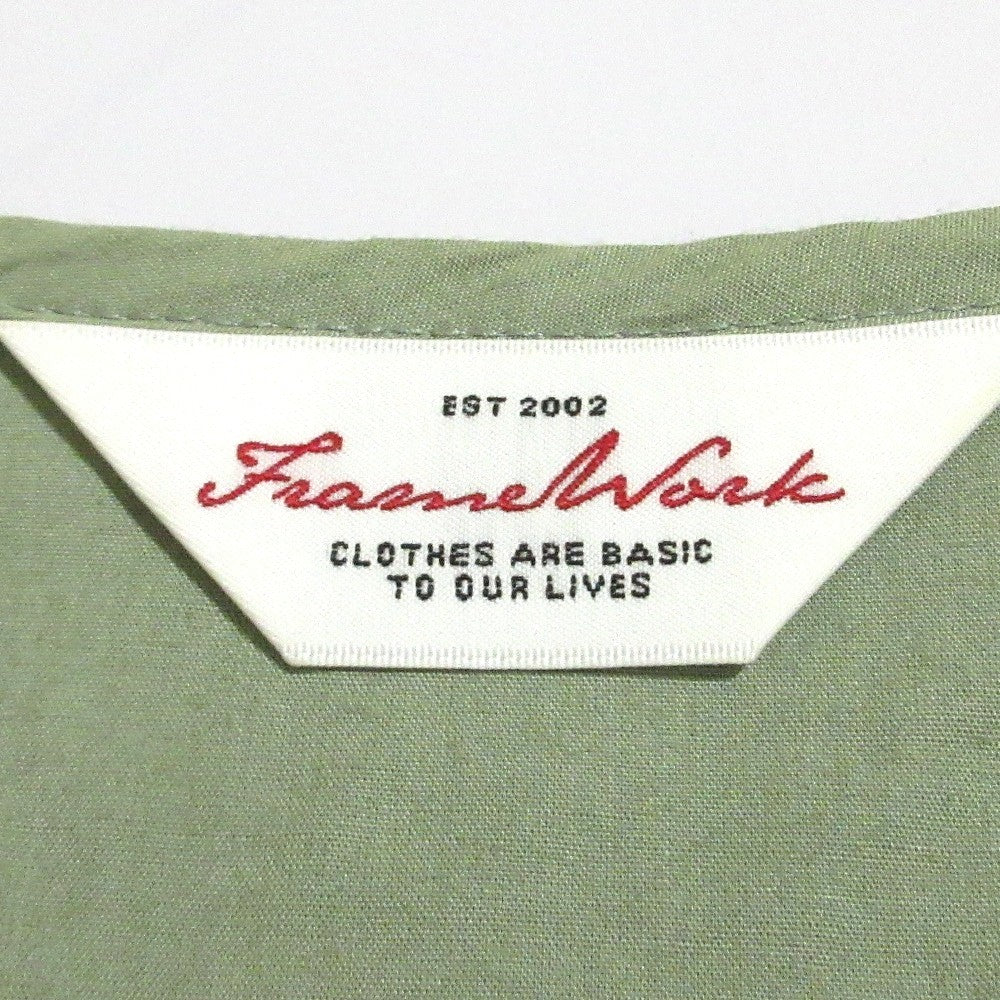 EST 2002
FrameWork
CLOTHES ARE BASIC
TO OUR LIVES